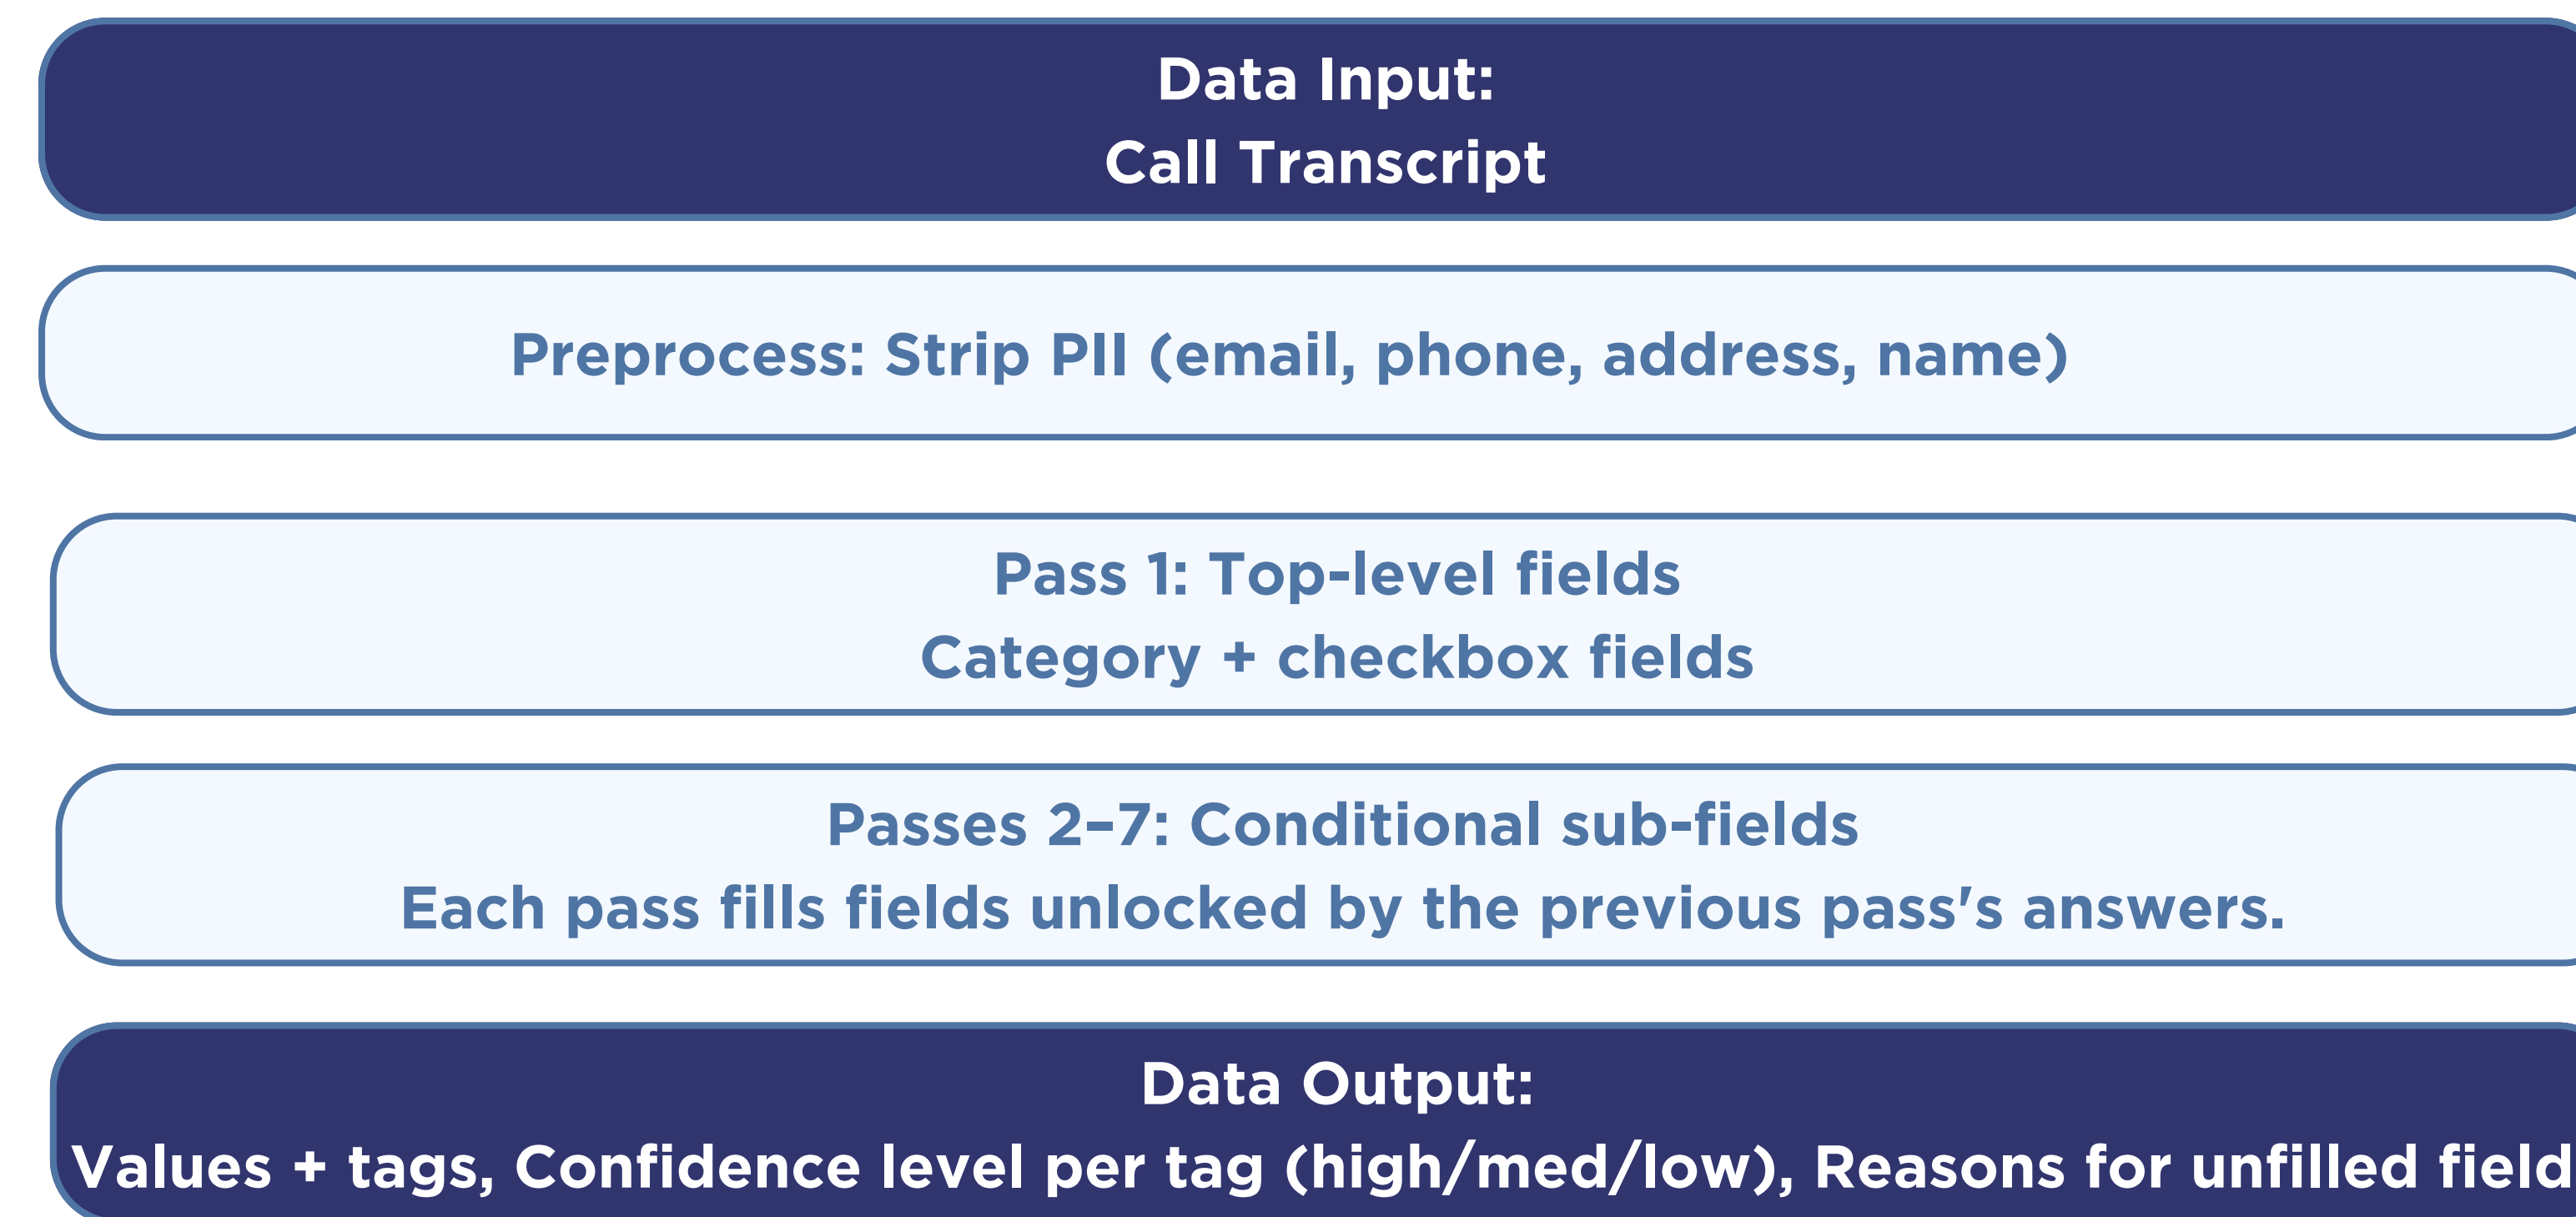 Data Input:
Call Transcript
Preprocess: Strip PII (email, phone, address, name)
Pass 1: Top-level fields
Category + checkbox fields
Passes 2–7: Conditional sub-fields
Each pass fills fields unlocked by the previous pass's answers.
Data Output:
Values + tags, Confidence level per tag (high/med/low), Reasons for unfilled field